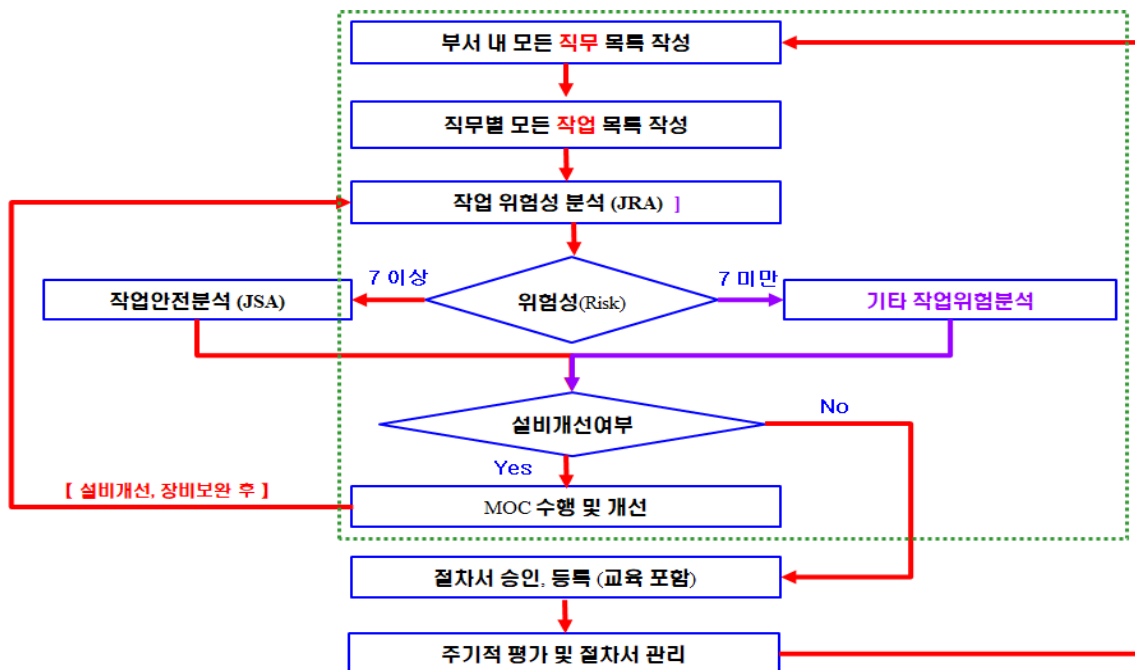 부서 내 모든 직무 목록 작성
직무별 모든 작업 목록 작성
작업 위험성 분석 (JRA) ]
7 이상
7 미만
작업안전분석 (JSA)
위험성(Risk)
기타 작업위험분석
No
설비개선여부
Yes
[ 설비개선, 장비보완 후 ]
MOC 수행 및 개선
절차서 승인, 등록 (교육 포함)
주기적 평가 및 절차서 관리